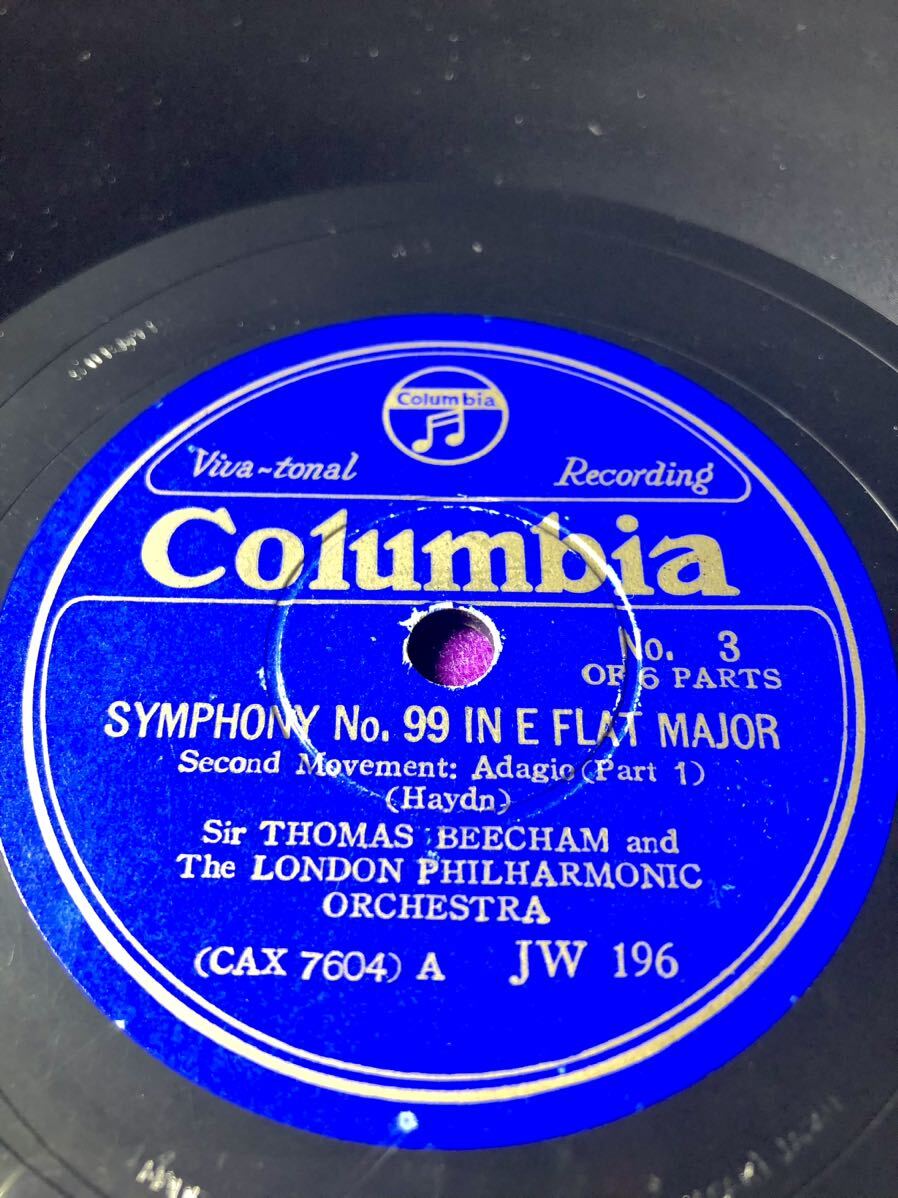 Columbia
Viva-tonal Recording
Columbia
No. 3
OF 6 PARTS
SYMPHONY No. 99 IN E FLAT MAJOR
Second Movement: Adagio (Part 1)
(Haydn)
Sir THOMAS BEECHAM and
The LONDON PHILHARMONIC
ORCHESTRA
(CAX 7604) A JW 196